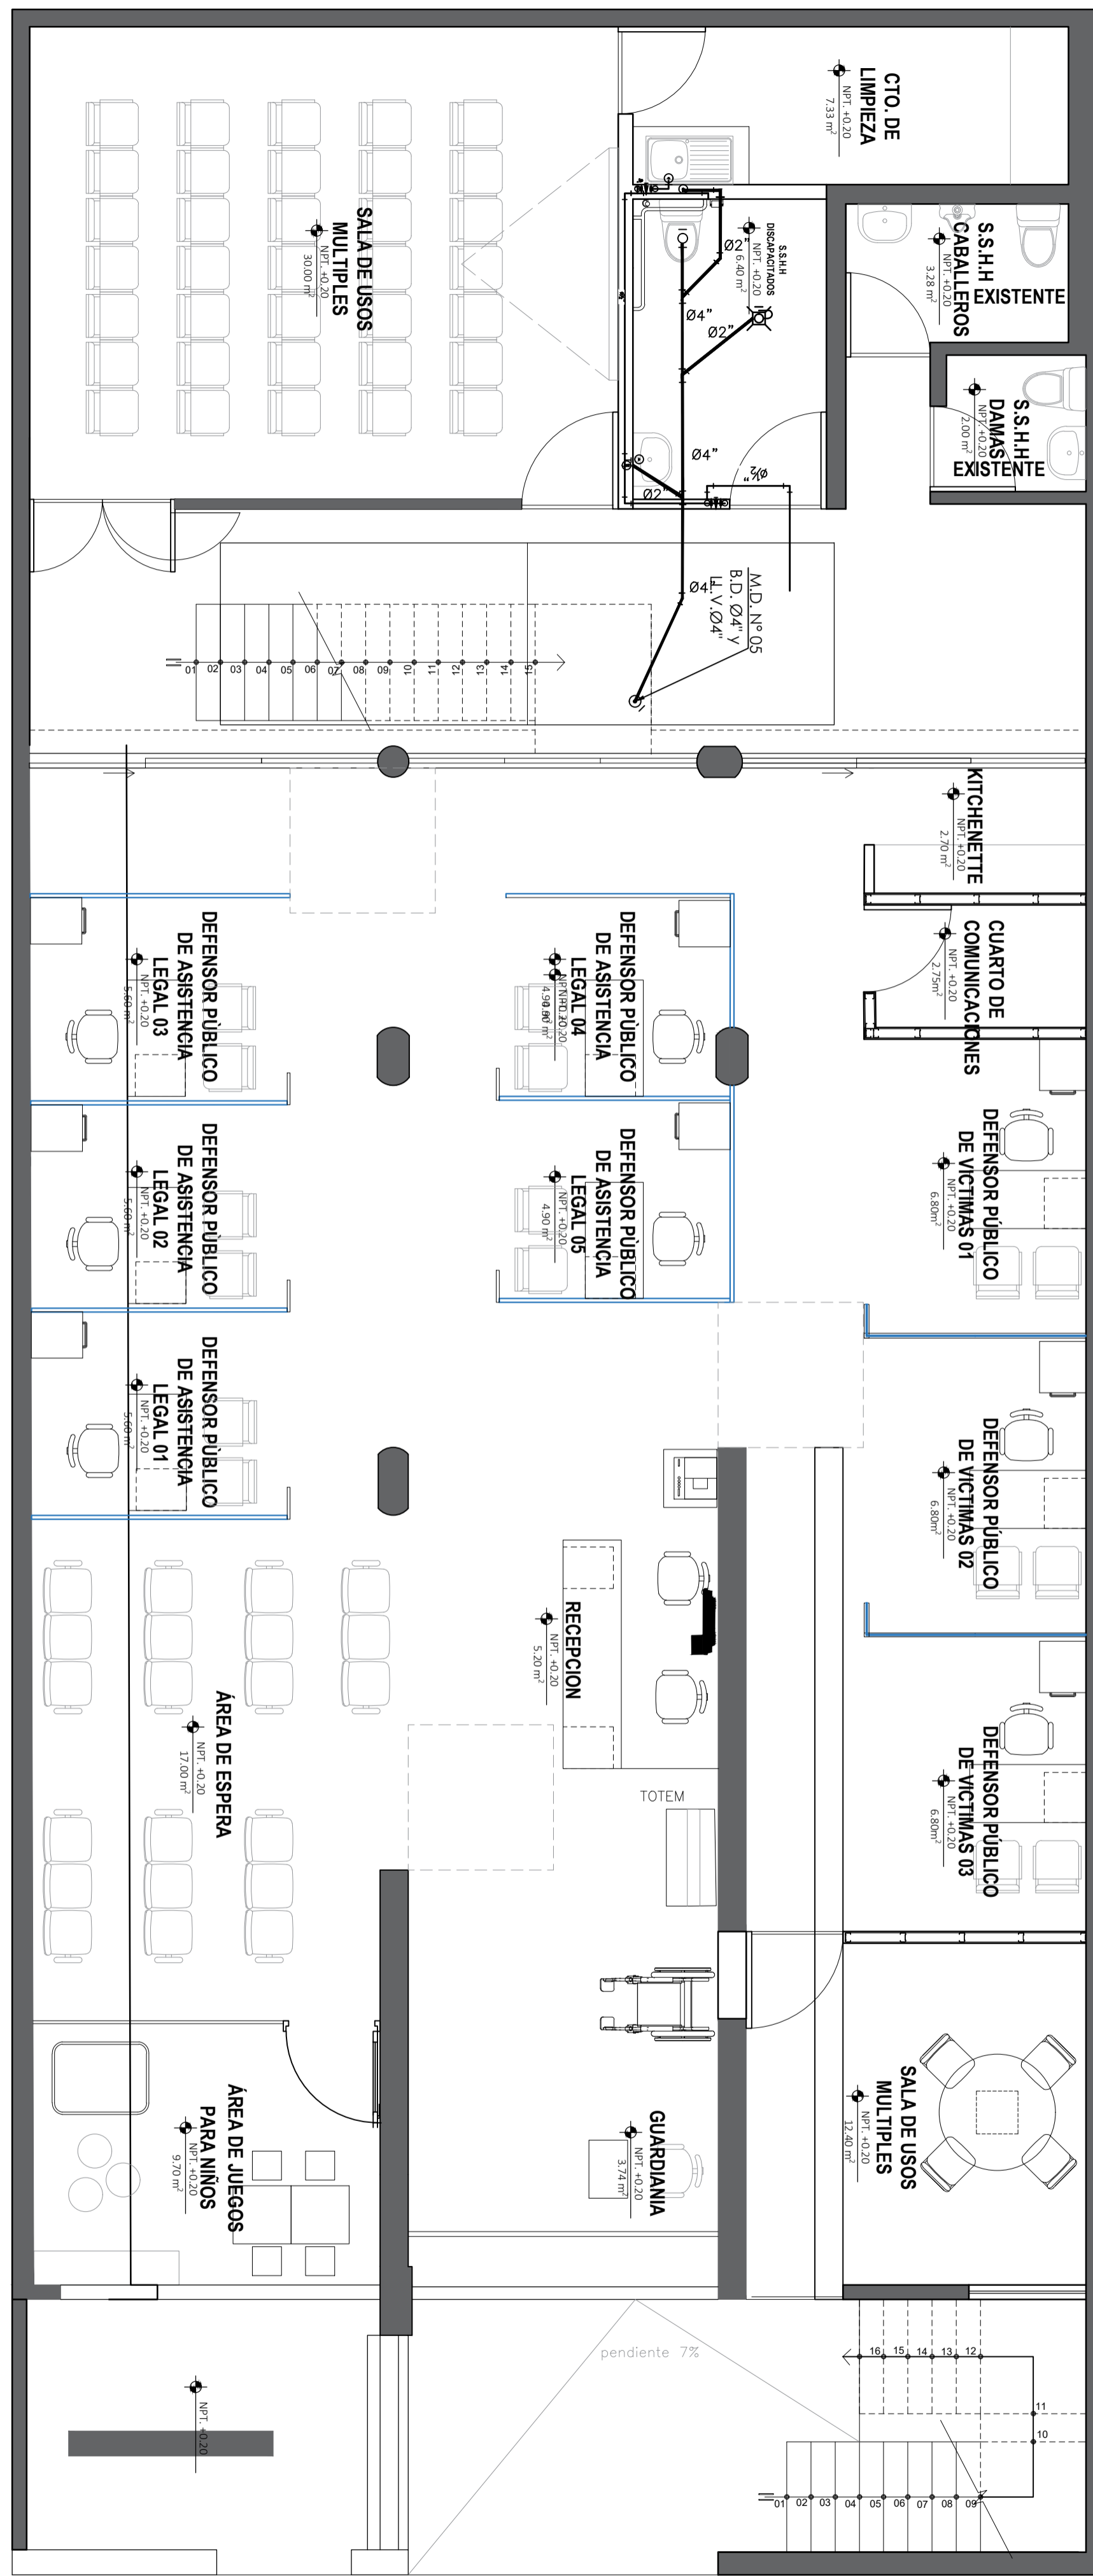 CTO. DE
LIMPIEZA
NPT. +0.20
7.33 m²
S.S.H.H
CABALLEROS
NPT. +0.20
3.28 m²
EXISTENTE
S.S.H.H
DAMAS
NPT. +0.20
2.00 m²
EXISTENTE
S.S.H.H
DISCAPACITADOS
NPT. +0.20
6.40 m²
Ø2"
Ø4"
Ø2"
Ø4"
Ø2"
Ø½"
Ø4"
SALA DE USOS
MULTIPLES
NPT. +0.20
30.00 m²
M.D. N° 05
B.D. Ø4" y
LL.V.Ø4"
01
02
03
04
05
06
07
08
09
10
11
12
13
14
15
KITCHENETTE
NPT. +0.20
2.70 m²
CUARTO DE
COMUNICACIONES
NPT. +0.20
2.75m²
DEFENSOR PÙBLICO
DE ASISTENCIA
LEGAL 03
NPT. +0.20
5.60 m²
DEFENSOR PÙBLICO
DE ASISTENCIA
LEGAL 04
DEFENSOR PÙBLICO
DE ASISTENCIA
LEGAL 02
NPT. +0.20
5.60 m²
DEFENSOR PÙBLICO
DE ASISTENCIA
LEGAL 05
NPT. +0.20
4.90 m²
DEFENSOR PÚBLICO
DE VICTIMAS 01
NPT. +0.20
6.80m²
DEFENSOR PÙBLICO
DE ASISTENCIA
LEGAL 01
NPT. +0.20
5.60 m²
DEFENSOR PÚBLICO
DE VICTIMAS 02
NPT. +0.20
6.80m²
RECEPCION
NPT. +0.20
5.20 m²
DEFENSOR PÚBLICO
DE VICTIMAS 03
NPT. +0.20
6.80m²
ÁREA DE ESPERA
NPT. +0.20
17.00 m²
TOTEM
SALA DE USOS
MULTIPLES
NPT. +0.20
12.40 m²
ÁREA DE JUEGOS
PARA NIÑOS
NPT. +0.20
9.70 m²
GUARDIANIA
NPT. +0.20
3.74 m²
pendiente 7%
16
15
14
13
12
11
10
NPT. +0.20
01
02
03
04
05
06
07
08
09